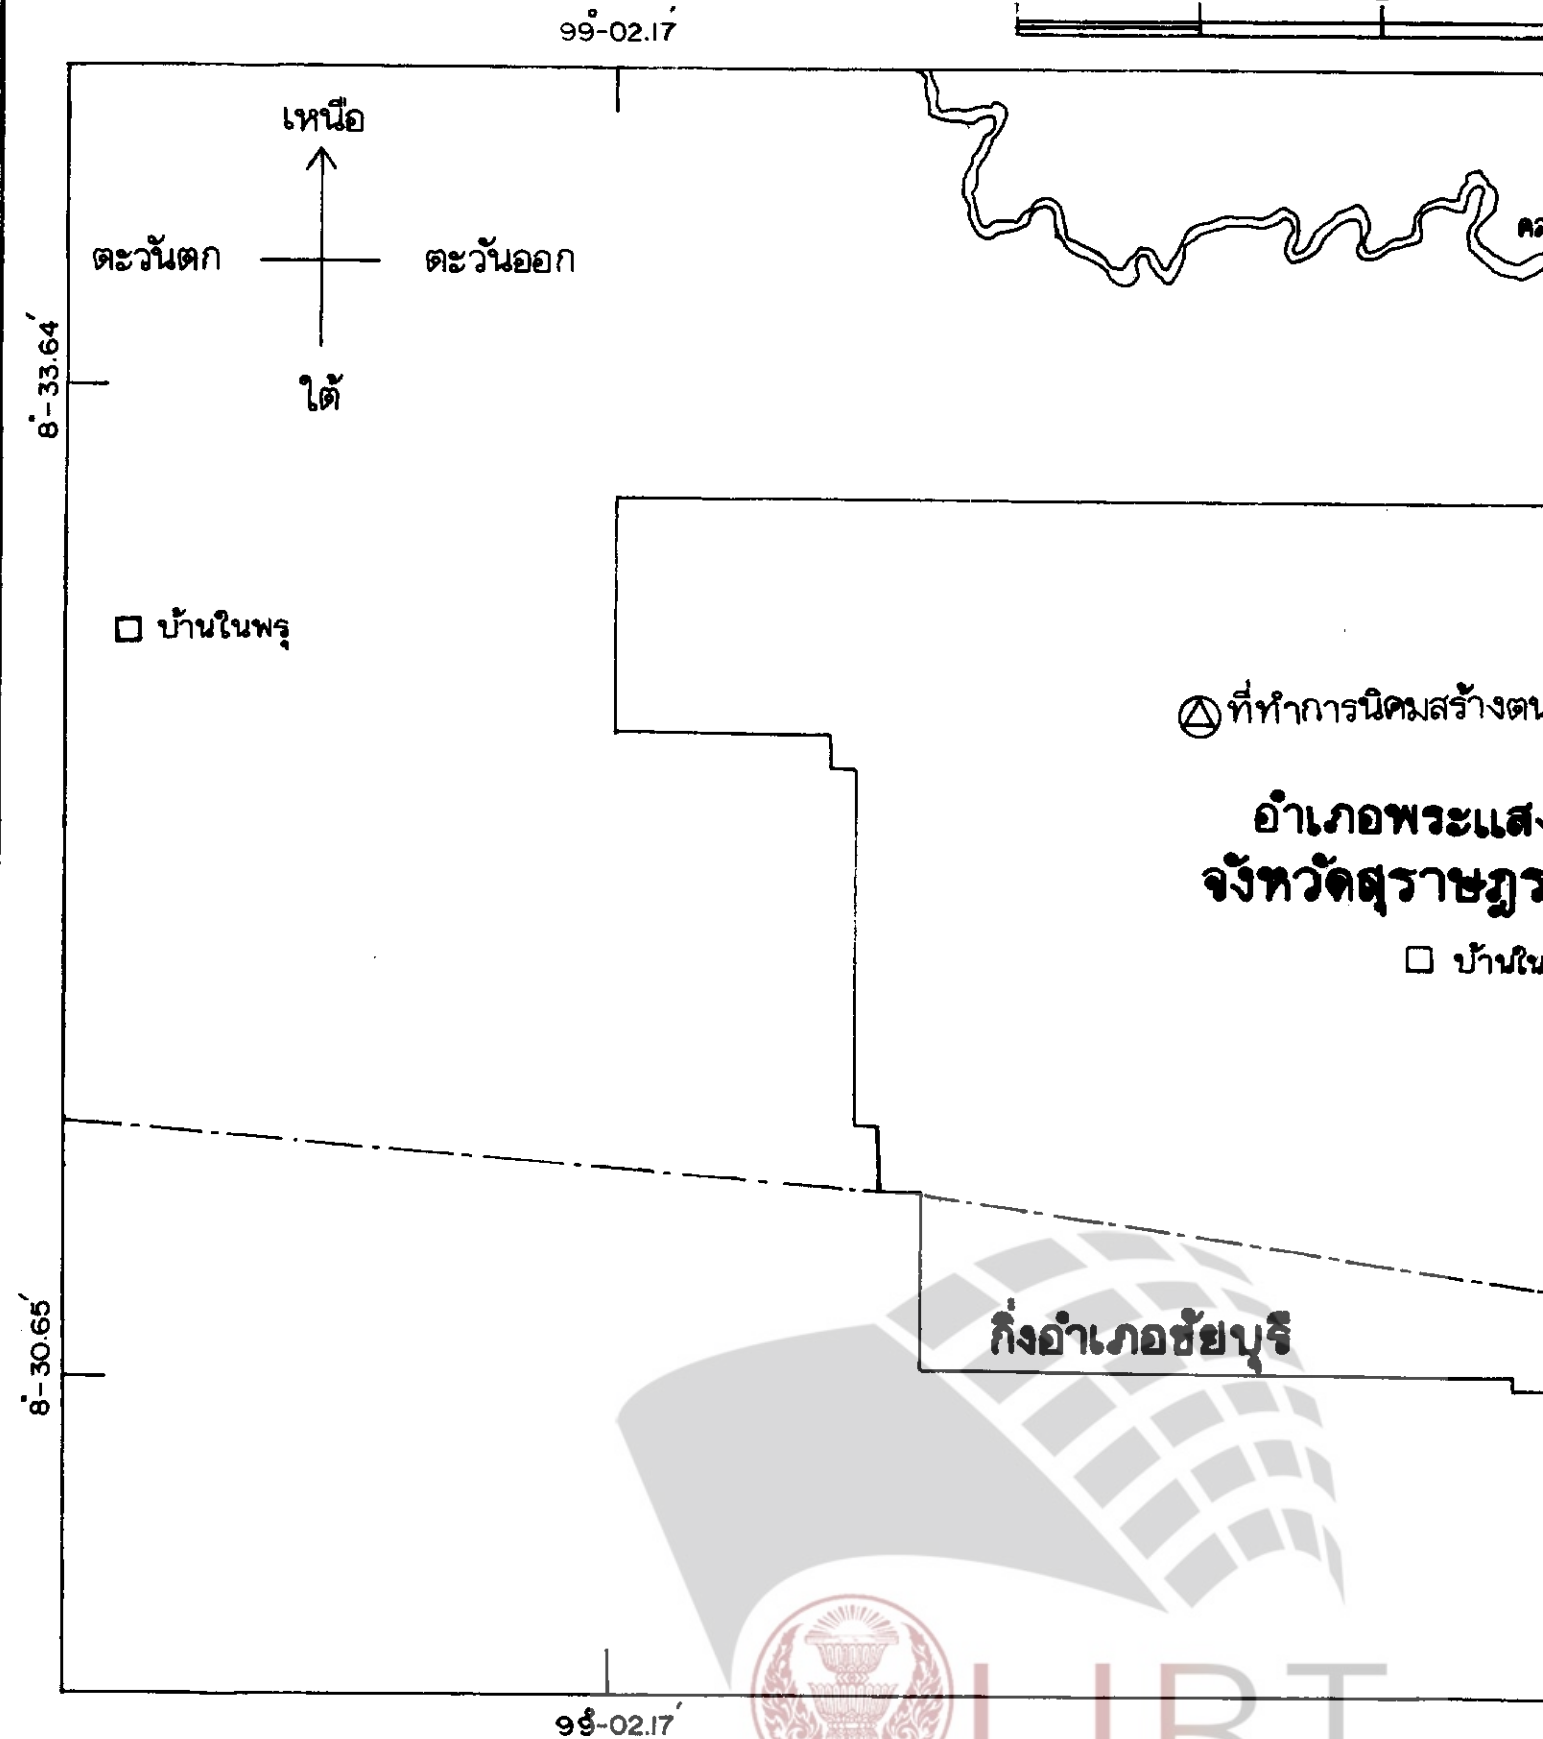 99°-02.17'
เหนือ
ตะวันตก ตะวันออก
ใต้
8°-33.64'
บ้านในพรุ
ที่ทำการนิคมสร้างตน
อำเภอพระแสง
จังหวัดสุราษฎร
บ้านใน
8°-30.65'
กิ่งอำเภอชัยบุรี
99°-02.17'